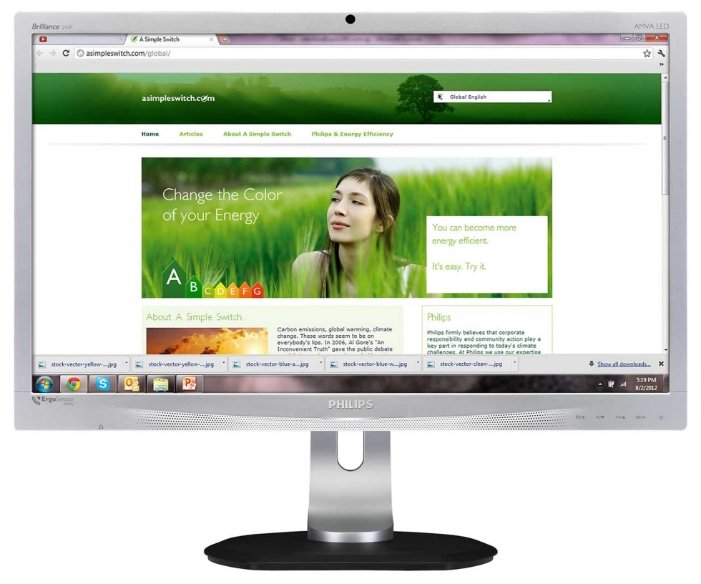 Brilliance
AMVA LED
A Simple Switch
asimpleswitch.com/global/
asimpleswitch.com
Global English
Home Articles About A Simple Switch Philips & Energy Efficiency
Change the Color
of your Energy
You can become more
energy efficient.
It's easy. Try it.
A B C D E F G
About A Simple Switch
Carbon emissions, global warming, climate
change. These words seem to be on
everybody's lips. In 2006, Al Gore's "An
Inconvenient Truth" gave the public debate
Philips
Philips firmly believes that corporate
responsibility and community action play a
key part in responding to today's climate
challenges. At Philips we use our expertise
stock-vector-yellow-...jpg stock-vector-yellow-...jpg stock-vector-blue-a...jpg stock-vector-blue-w...jpg stock-vector-clean-...jpg Show all downloads...
5:19 PM
8/2/2012
ErgoSensor
PHILIPS